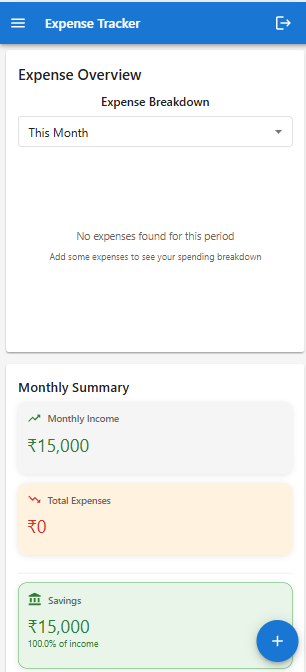 Expense Tracker
Expense Overview
Expense Breakdown
This Month
No expenses found for this period
Add some expenses to see your spending breakdown
Monthly Summary
Monthly Income
₹15,000
Total Expenses
₹0
Savings
₹15,000
100.0% of income
+